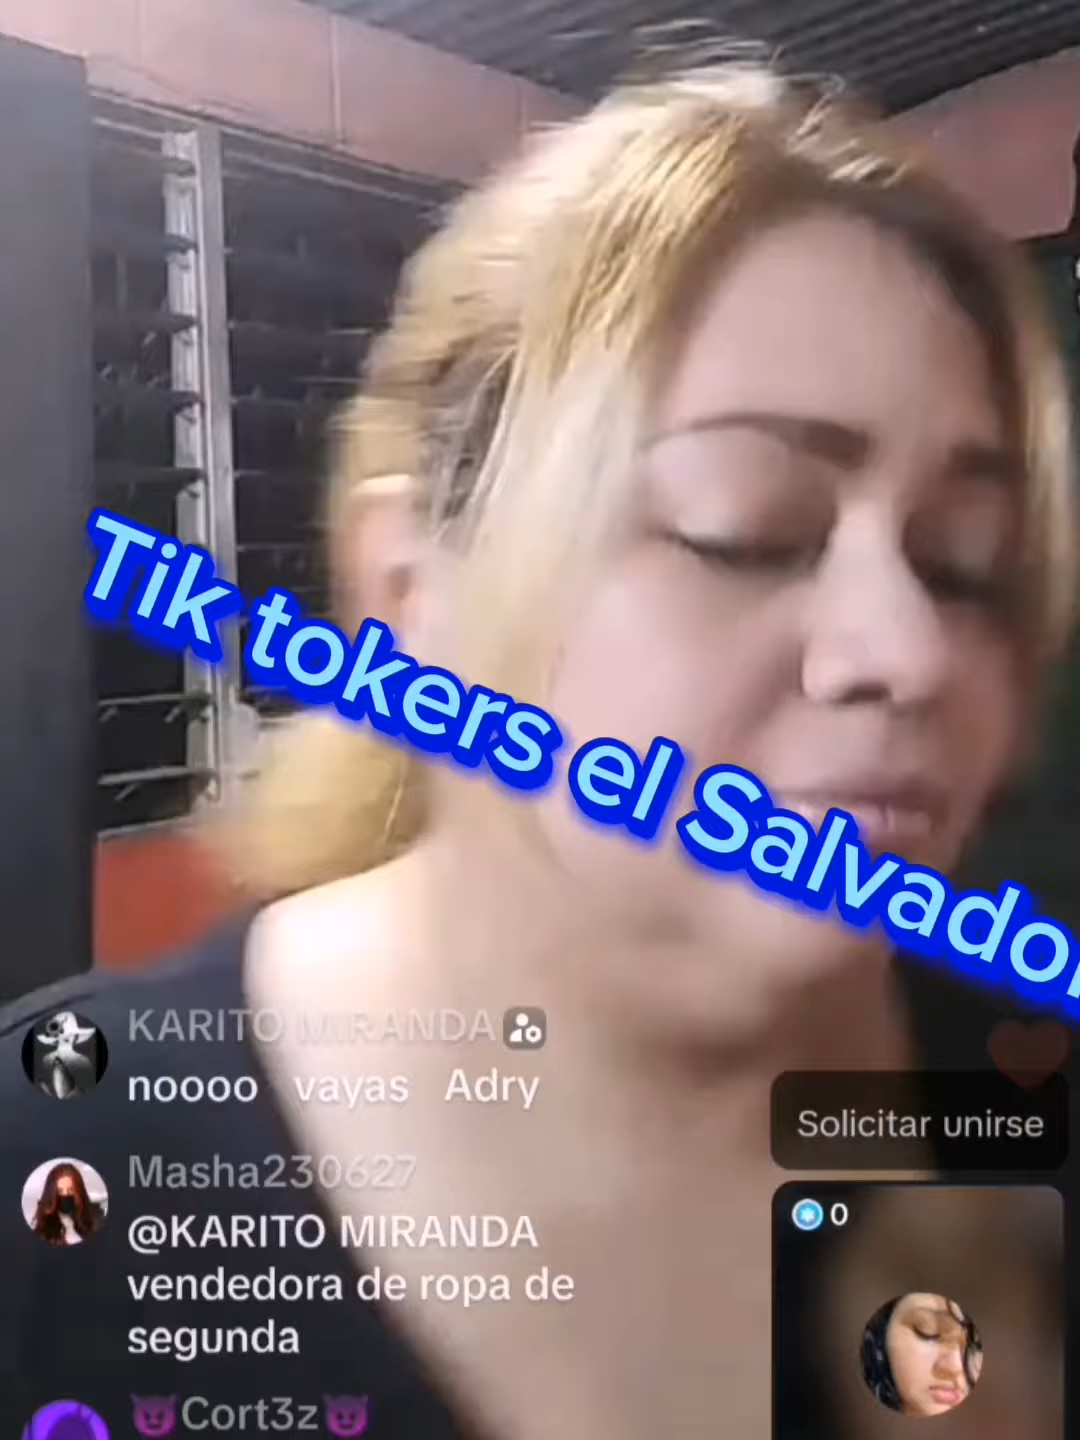 Tik tokers el Salvador
KARITO MIRANDA
noooo vayas Adry
Solicitar unirse
Masha230627
@KARITO MIRANDA
vendedora de ropa de
segunda
0
😈Cort3z😈